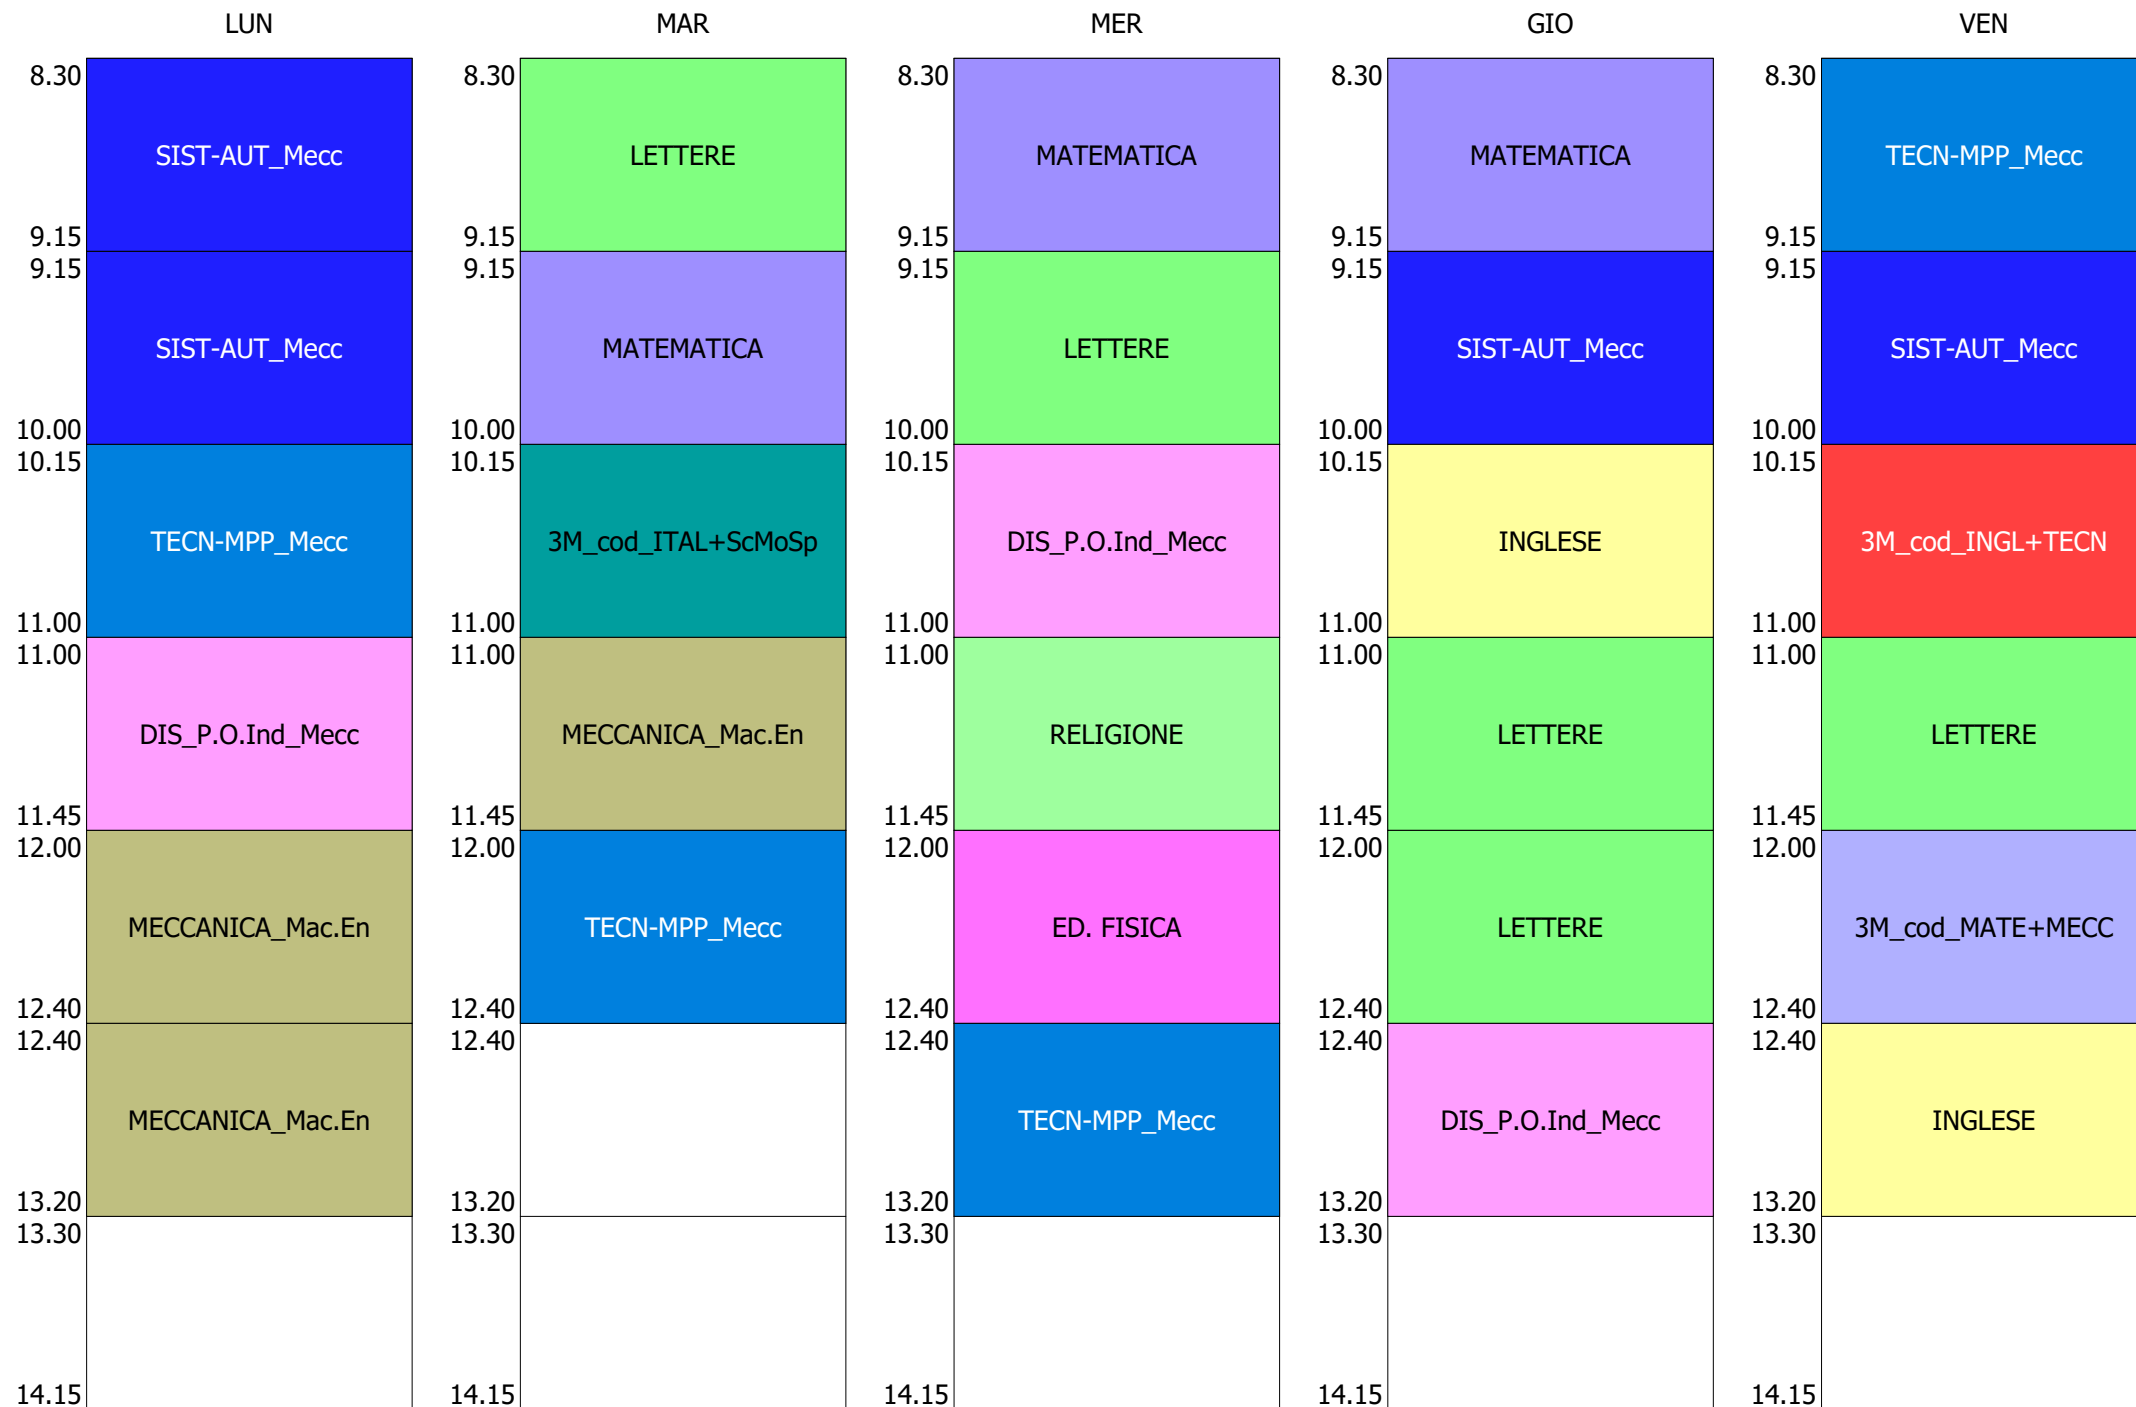 LUN MAR MER GIO VEN
8.30 8.30 8.30 8.30 8.30
SIST-AUT_Mecc LETTERE MATEMATICA MATEMATICA TECN-MPP_Mecc
9.15 9.15 9.15 9.15 9.15
9.15 9.15 9.15 9.15 9.15
SIST-AUT_Mecc MATEMATICA LETTERE SIST-AUT_Mecc SIST-AUT_Mecc
10.00 10.00 10.00 10.00 10.00
10.15 10.15 10.15 10.15 10.15
TECN-MPP_Mecc 3M_cod_ITAL+ScMoSp DIS_P.O.Ind_Mecc INGLESE 3M_cod_INGL+TECN
11.00 11.00 11.00 11.00 11.00
11.00 11.00 11.00 11.00 11.00
DIS_P.O.Ind_Mecc MECCANICA_Mac.En RELIGIONE LETTERE LETTERE
11.45 11.45 11.45 11.45 11.45
12.00 12.00 12.00 12.00 12.00
MECCANICA_Mac.En TECN-MPP_Mecc ED. FISICA LETTERE 3M_cod_MATE+MECC
12.40 12.40 12.40 12.40 12.40
12.40 12.40 12.40 12.40 12.40
MECCANICA_Mac.En TECN-MPP_Mecc DIS_P.O.Ind_Mecc INGLESE
13.20 13.20 13.20 13.20 13.20
13.30 13.30 13.30 13.30 13.30
14.15 14.15 14.15 14.15 14.15